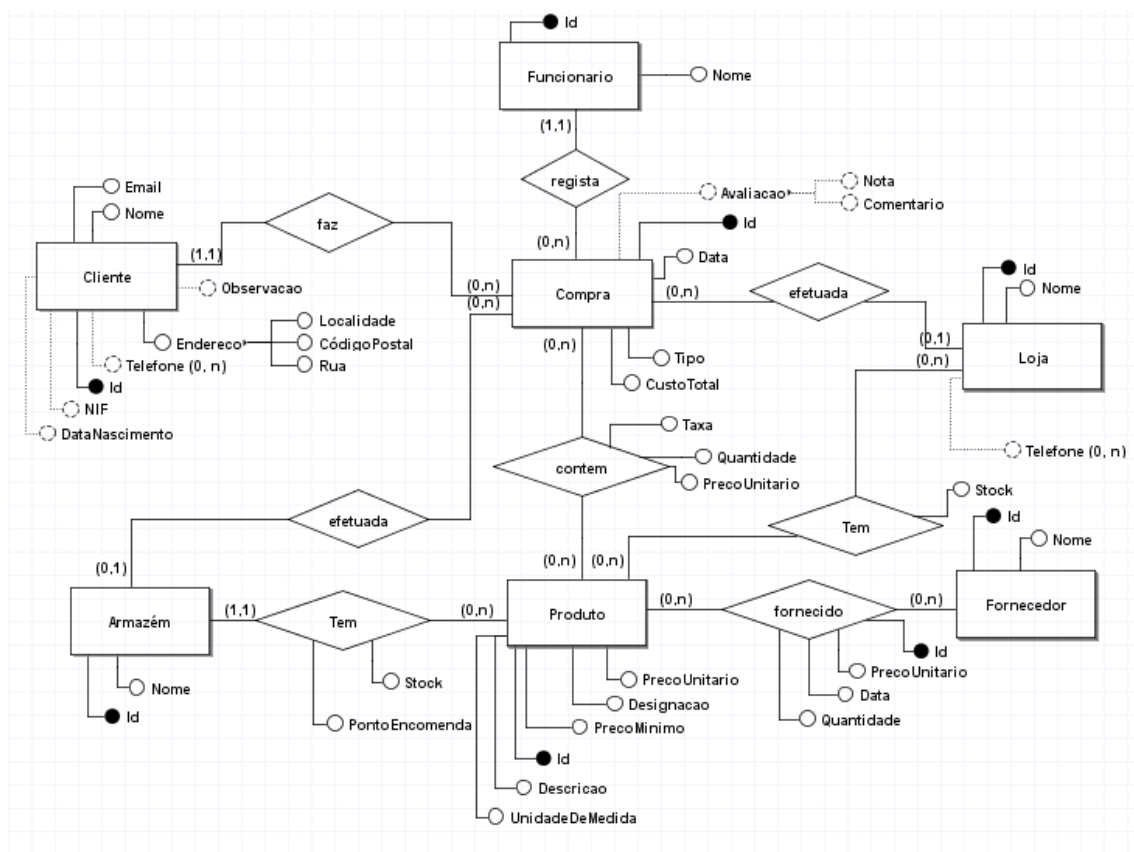 Id
Funcionario
Nome
(1,1)
regista
(0,n)
Avaliacao
Nota
Comentario
Id
Data
Email
Nome
faz
(1,1)
Cliente
Observacao
(0,n)
(0,n)
Compra
(0,n)
(0,n)
efetuada
Id
Nome
(0,1)
(0,n)
Loja
Endereco
Localidade
CódigoPostal
Rua
Telefone (0, n)
Id
NIF
DataNascimento
Tipo
CustoTotal
Telefone (0, n)
Taxa
contem
Quantidade
PrecoUnitario
efetuada
Stock
Tem
Id
Nome
(0,1)
(0,n)
(0,n)
Armazém
(1,1)
Tem
(0,n)
Produto
(0,n)
fornecido
(0,n)
Fornecedor
Nome
Id
Stock
PontoEncomenda
PrecoUnitario
Designacao
PrecoMinimo
Id
Descricao
UnidadeDeMedida
Id
PrecoUnitario
Data
Quantidade